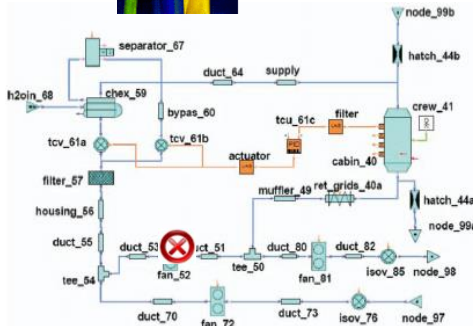 node_99b
separator_67
hatch_44b
duct_64
supply
h2oin_68
chex_59
bypas_60
tcu_61c
filter
crew_41
tcv_61a
tcv_61b
actuator
cabin_40
filter_57
muffler_49
ret_grids_40a
hatch_44a
housing_56
node_99a
duct_55
duct_53
uct_51
duct_80
duct_82
tee_54
fan_52
tee_50
fan_81
isov_85
node_98
duct_70
fan_72
duct_73
isov_76
node_97